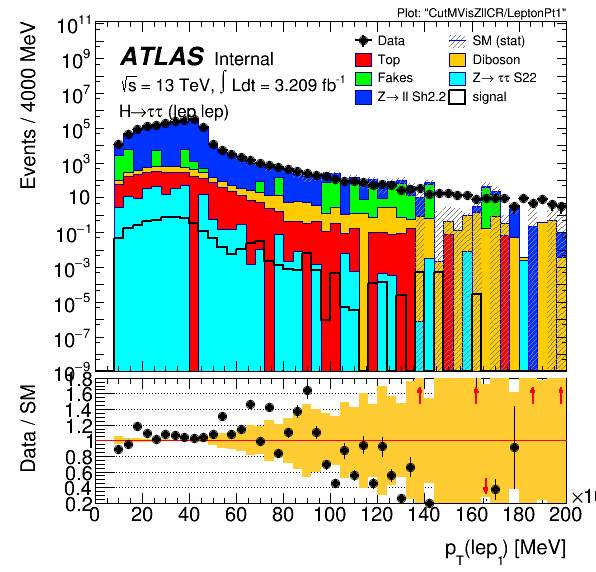 Plot: "CutMVisZllCR/LeptonPt1"
Events / 4000 MeV
10¹¹
10⁹
10⁷
10⁵
10³
10
10⁻¹
10⁻³
10⁻⁵
10⁻⁷
10⁻⁹
ATLAS Internal
√s = 13 TeV, ∫ Ldt = 3.209 fb⁻¹
H→ττ (lep lep)
Data
SM (stat)
Top
Diboson
Fakes
Z→ ττ S22
Z→ ll Sh2.2
signal
Data / SM
1.8
1.6
1.4
1.2
1
0.8
0.6
0.4
0.2
0 20 40 60 80 100 120 140 160 180 200
p_T(lep_1) [MeV]